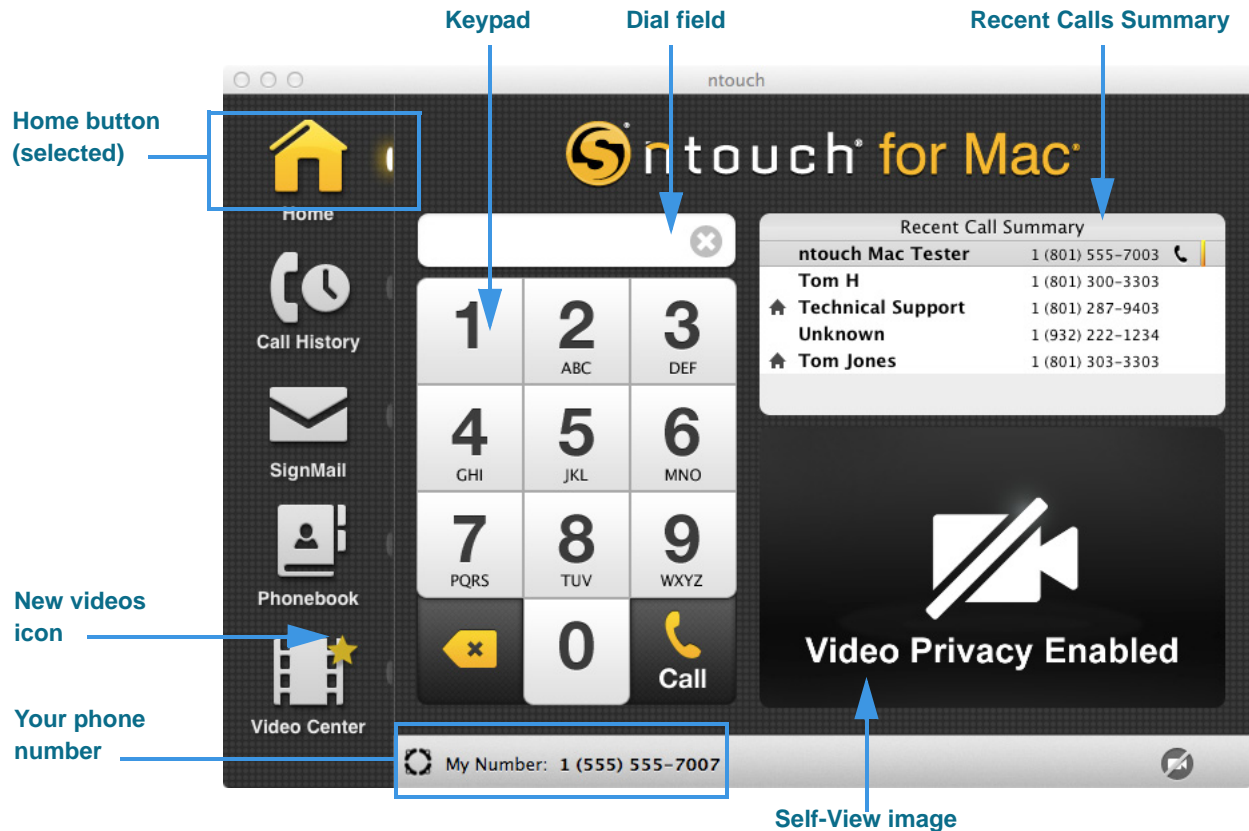 Keypad
Dial field
Recent Calls Summary
ntouch
Home button
(selected)
S ntouch® for Mac®
Home
Call History
SignMail
Phonebook
Video Center
New videos
icon
Your phone
number
1
2
ABC
3
DEF
4
GHI
5
JKL
6
MNO
7
PQRS
8
TUV
9
WXYZ
0
Call
Recent Call Summary
ntouch Mac Tester 1 (801) 555-7003
Tom H 1 (801) 300-3303
Technical Support 1 (801) 287-9403
Unknown 1 (932) 222-1234
Tom Jones 1 (801) 303-3303
Video Privacy Enabled
My Number: 1 (555) 555-7007
Self-View image